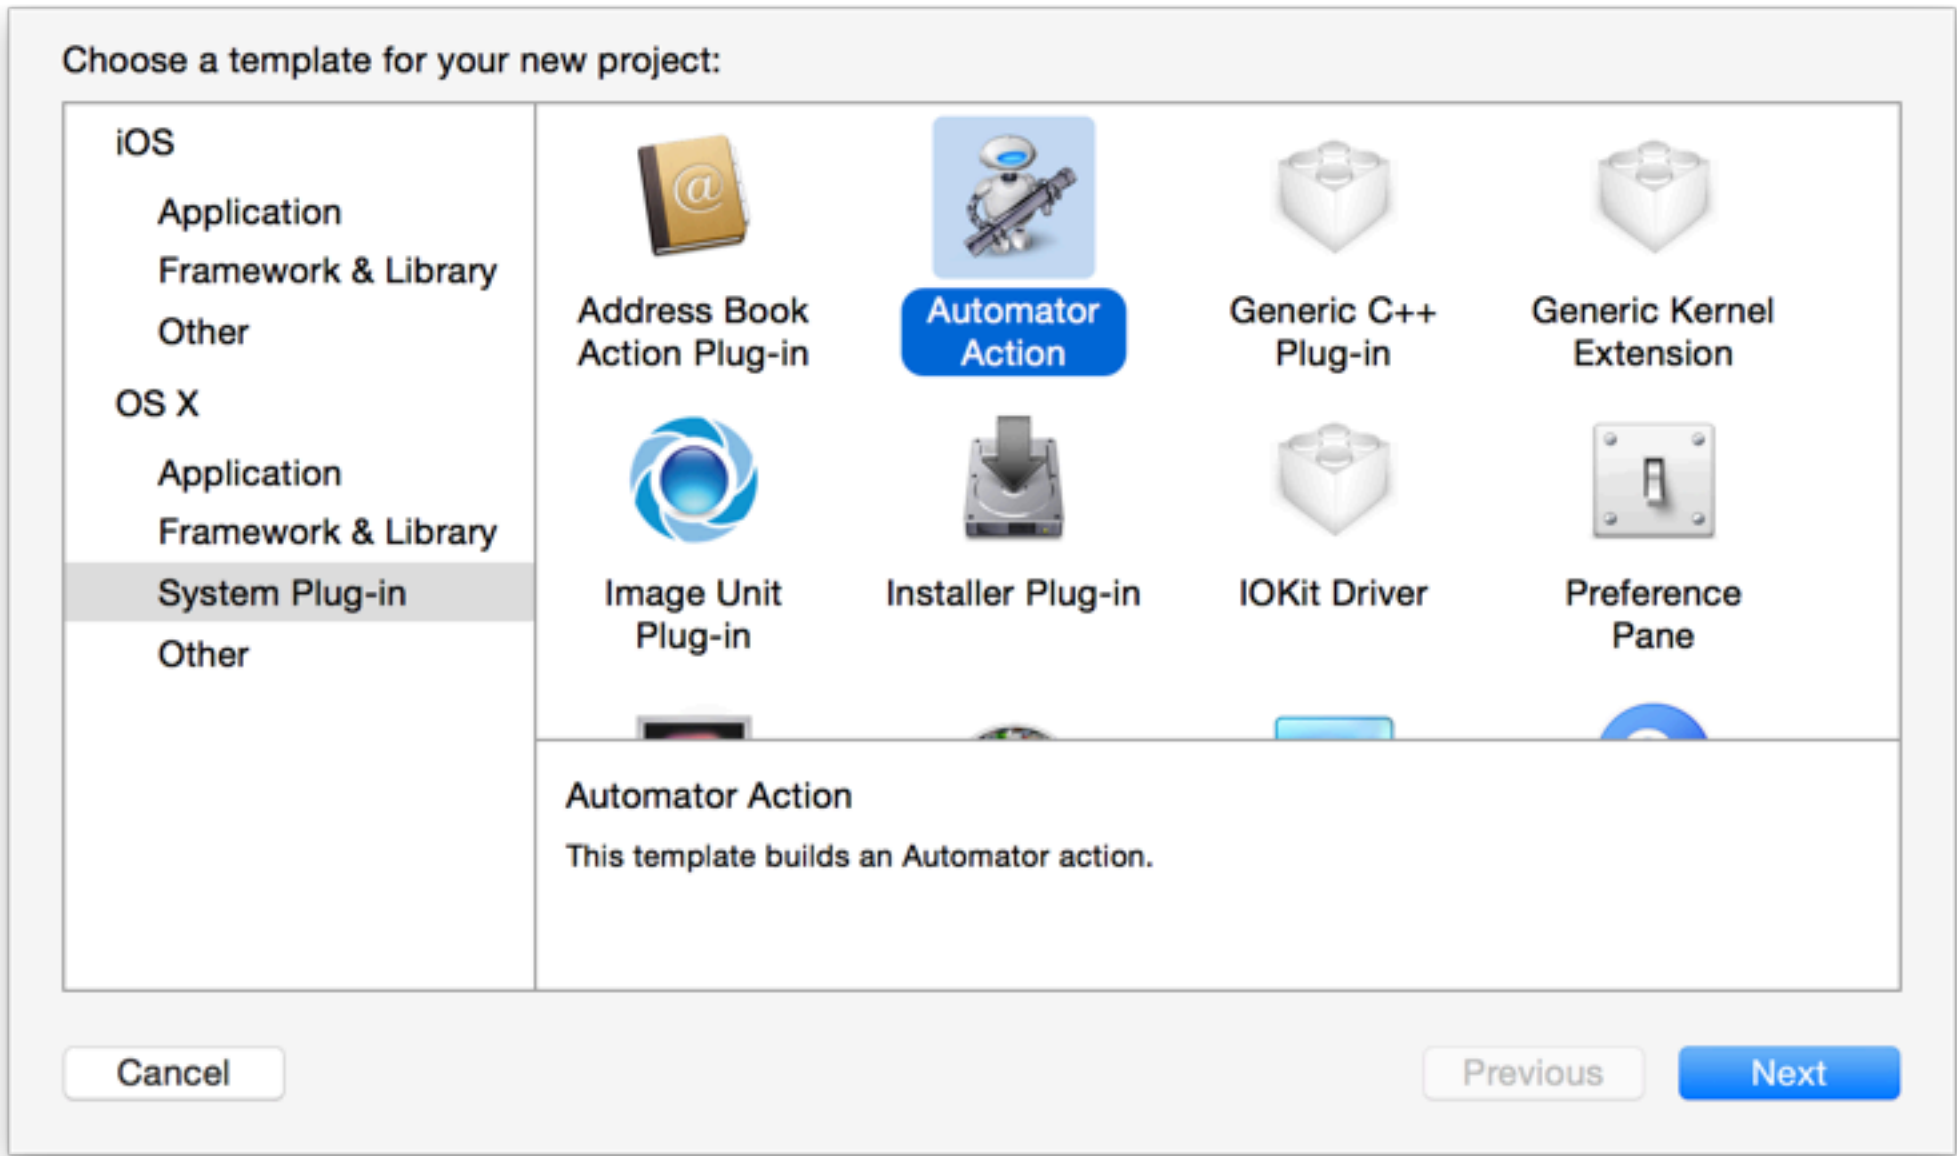 Choose a template for your new project:
iOS
Application
Framework & Library
Other
OS X
Application
Framework & Library
System Plug-in
Other
@
Address Book
Action Plug-in
Automator
Action
Generic C++
Plug-in
Generic Kernel
Extension
Image Unit
Plug-in
Installer Plug-in
IOKit Driver
Preference
Pane
Automator Action
This template builds an Automator action.
Cancel
Previous
Next